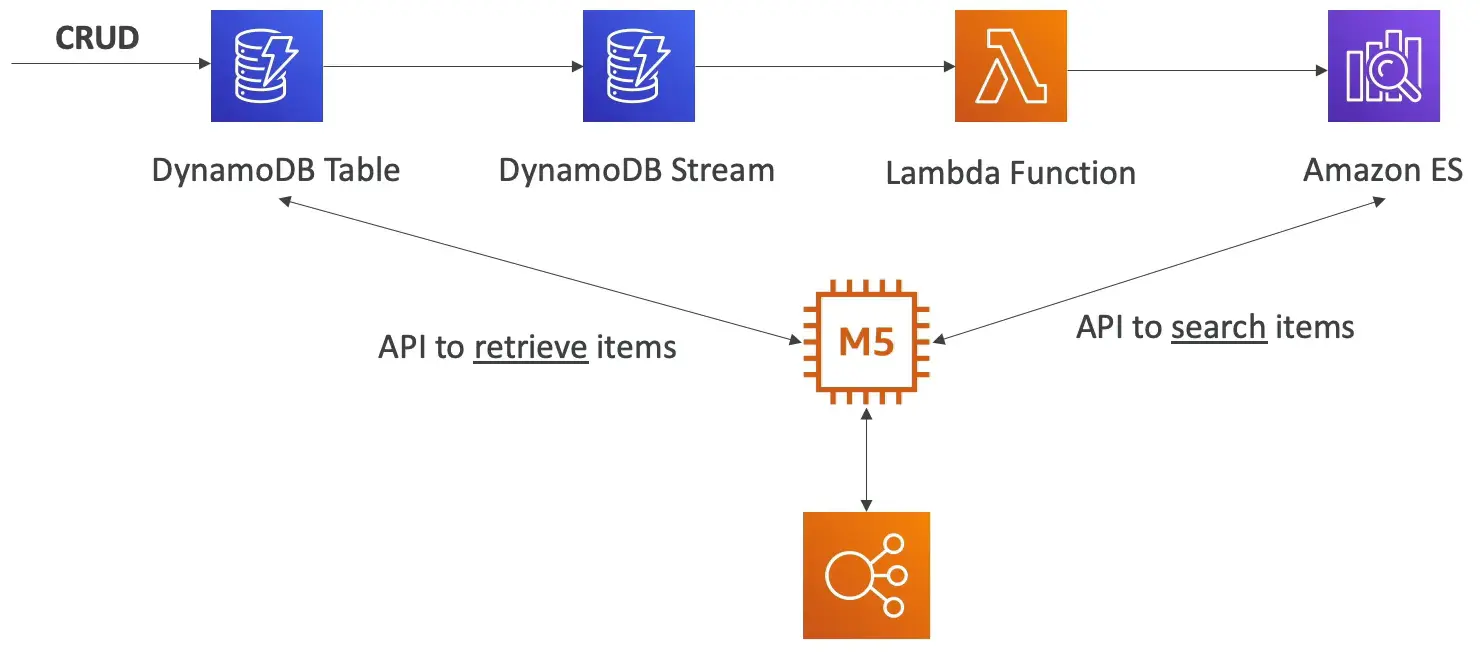 CRUD
DynamoDB Table
DynamoDB Stream
Lambda Function
Amazon ES
API to retrieve items
M5
API to search items